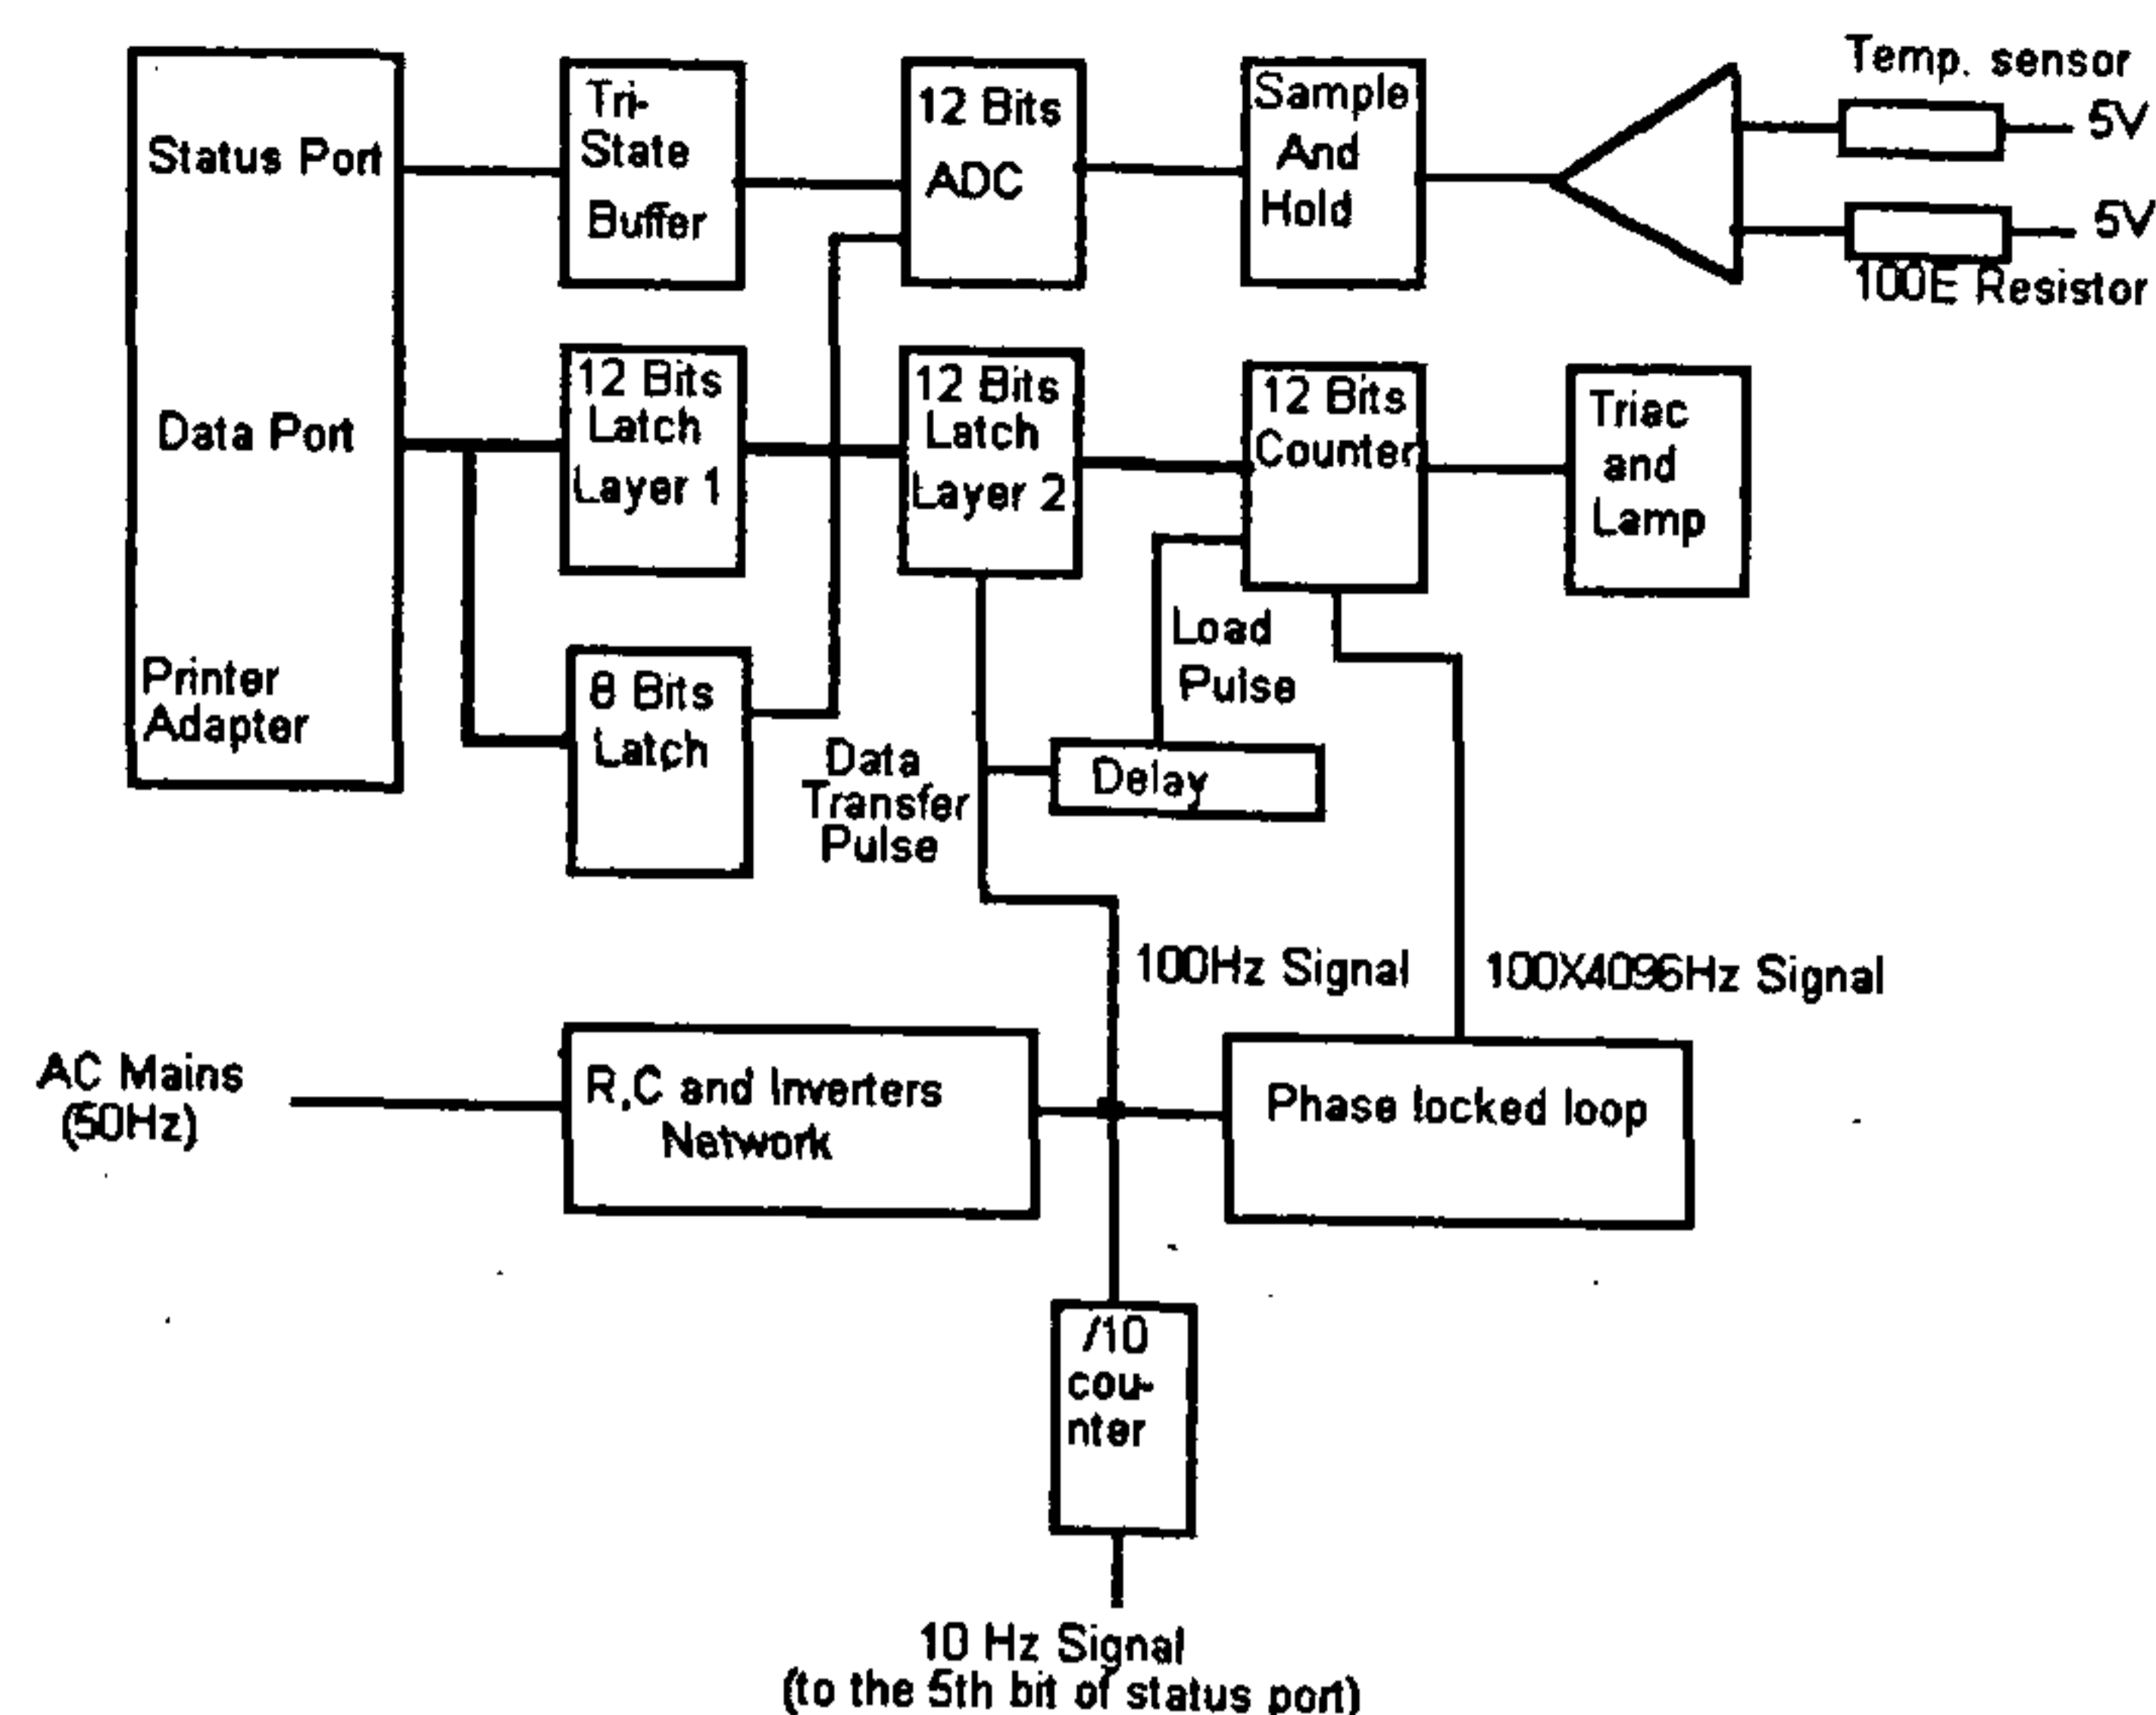 Temp. sensor
5V
5V
100E Resistor
Status Port
Data Port
Printer
Adapter
Tri-
State
Buffer
12 Bits
ADC
Sample
And
Hold
12 Bits
Latch
Layer 1
12 Bits
Latch
Layer 2
12 Bits
Counter
Triac
and
Lamp
8 Bits
Latch
Load
Pulse
Data
Transfer
Pulse
Delay
100Hz Signal
100X4096Hz Signal
AC Mains
(50Hz)
R,C and Inverters
Network
Phase locked loop
/10
cou-
nter
10 Hz Signal
(to the 5th bit of status port)